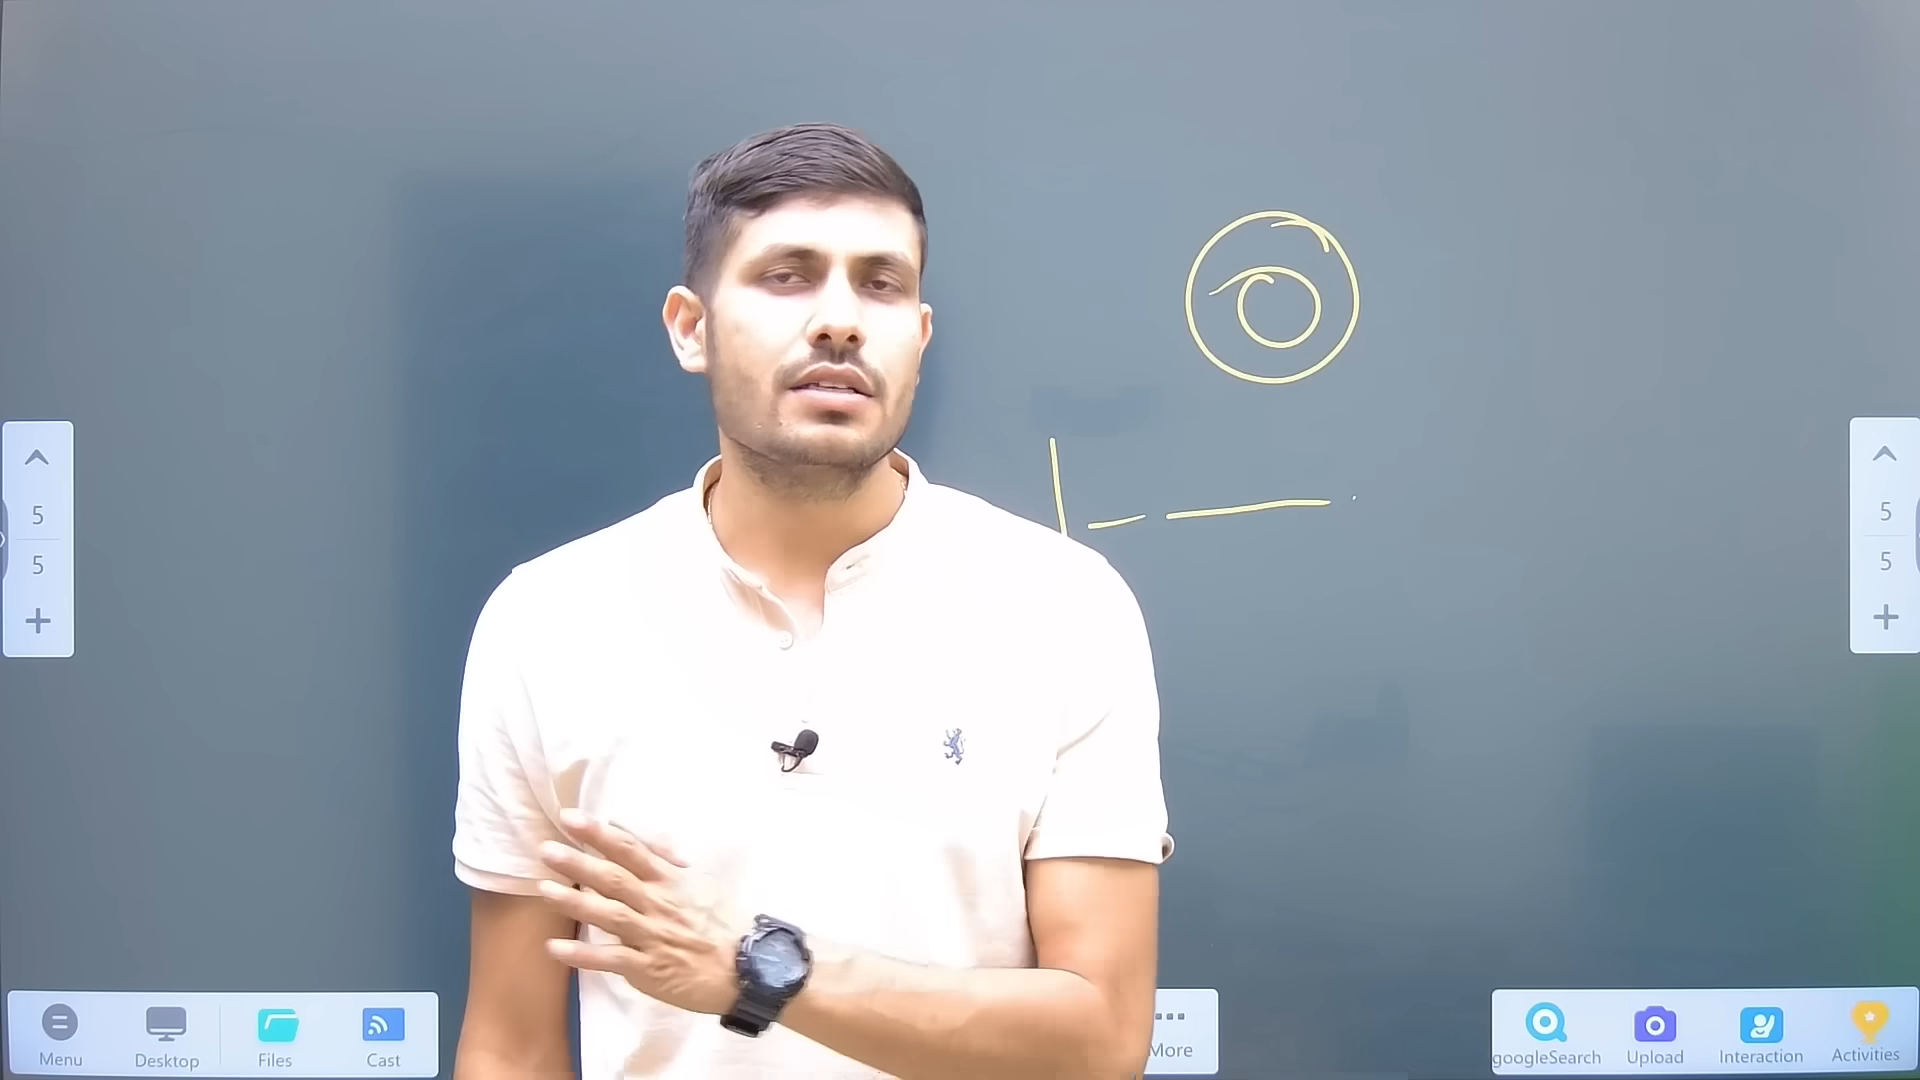 5
5
5
5
Menu
Desktop
Files
Cast
More
googleSearch
Upload
Interaction
Activities